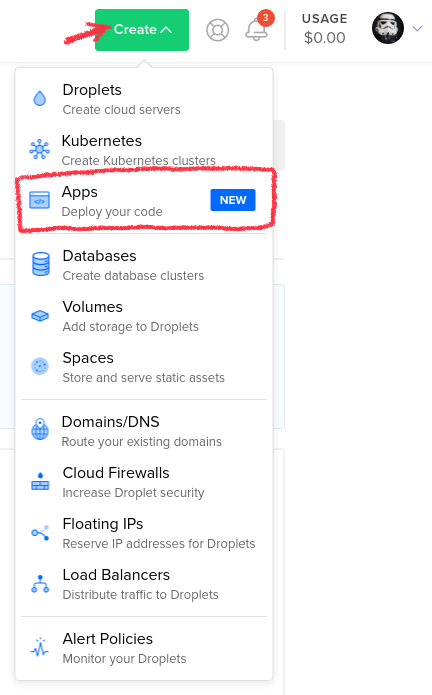 Create
3
USAGE
$0.00
Droplets
Create cloud servers
Kubernetes
Create Kubernetes clusters
Apps
Deploy your code
NEW
Databases
Create database clusters
Volumes
Add storage to Droplets
Spaces
Store and serve static assets
Domains/DNS
Route your existing domains
Cloud Firewalls
Increase Droplet security
Floating IPs
Reserve IP addresses for Droplets
Load Balancers
Distribute traffic to Droplets
Alert Policies
Monitor your Droplets